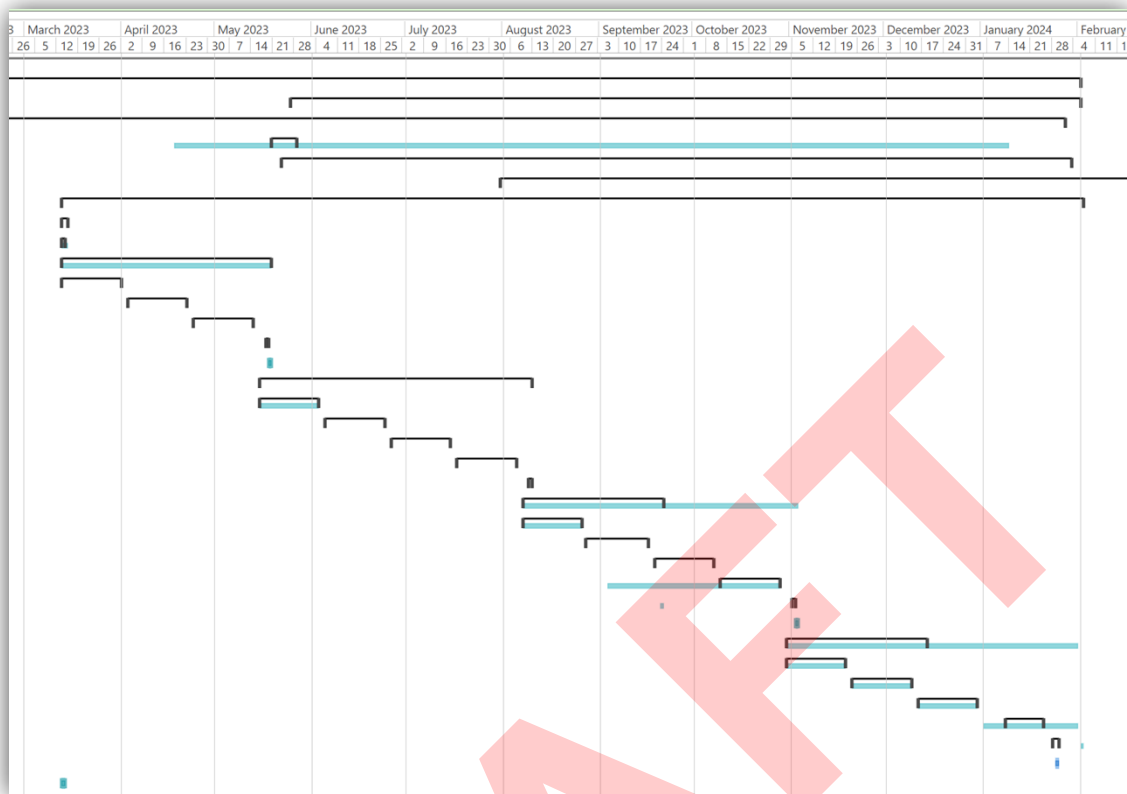 3 March 2023 April 2023 May 2023 June 2023 July 2023 August 2023 September 2023 October 2023 November 2023 December 2023 January 2024 February
26 5 12 19 26 2 9 16 23 30 7 14 21 28 4 11 18 25 2 9 16 23 30 6 13 20 27 3 10 17 24 1 8 15 22 29 5 12 19 26 3 10 17 24 31 7 14 21 28 4 11 1
AFT